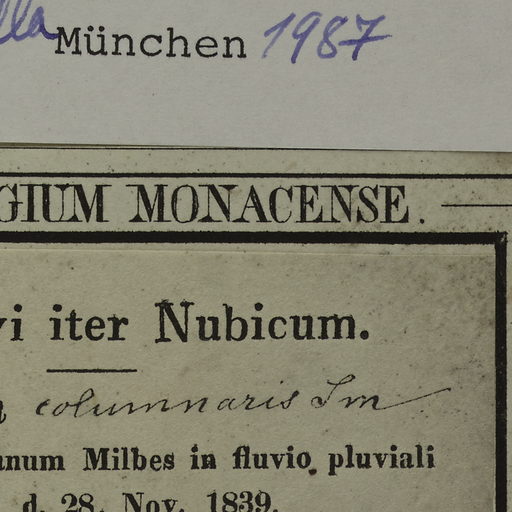 München 1987
GIUM MONACENSE.
vi iter Nubicum.
columnaris Sm
anum Milbes in fluvio pluviali
d. 28. Nov. 1839.